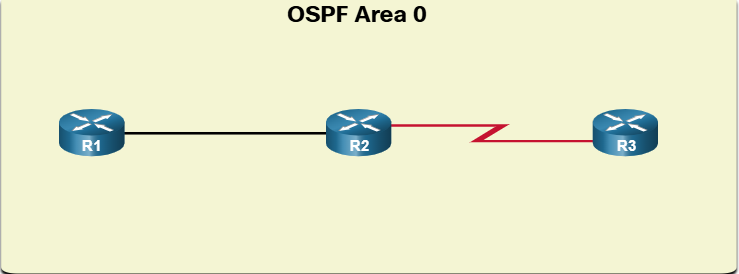 OSPF Area 0
R1
R2
R3